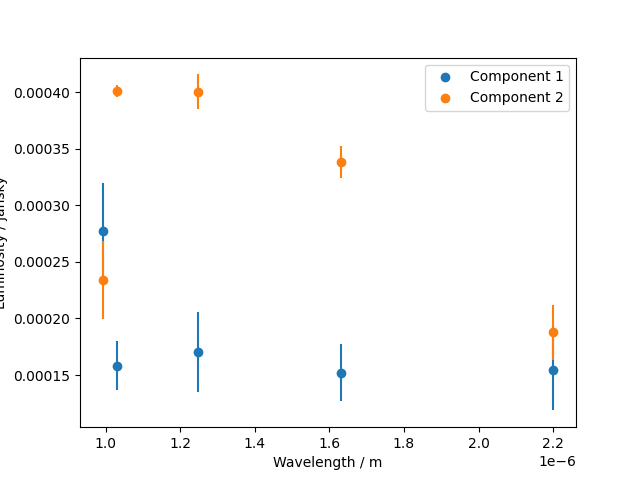 Component 1
Component 2
0.00040
0.00035
0.00030
0.00025
0.00020
0.00015
Luminosity / Jansky
1.0 1.2 1.4 1.6 1.8 2.0 2.2
1e−6
Wavelength / m